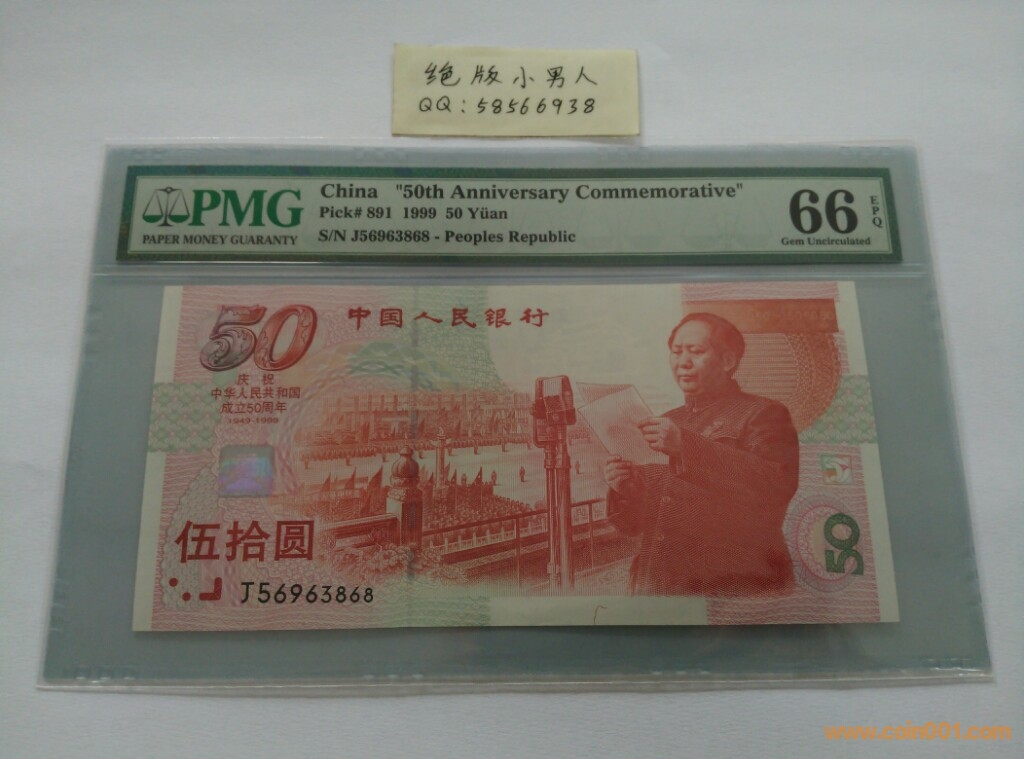 绝版小男人
QQ:58566938
PMG
PAPER MONEY GUARANTY
China "50th Anniversary Commemorative"
Pick# 891 1999 50 Yüan
S/N J56963868 - Peoples Republic
66
EPQ
Gem Uncirculated
50
中国人民银行
庆祝
中华人民共和国
成立50周年
1949-1999
伍拾圆
J56963868
50
www.coin001.com